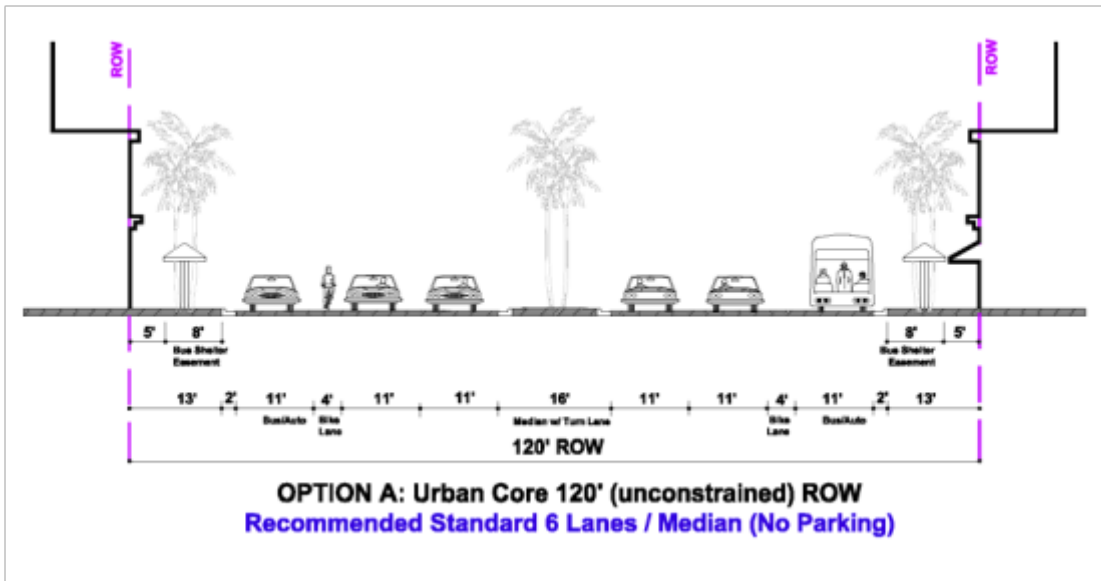 ROW ROW
5' 8' 8' 5'
Bus Shelter Bus Shelter
Easement Easement
13' 2' 11' 4' 11' 11' 16' 11' 11' 4' 11' 2' 13'
Bus/Auto Bike Median w/ Turn Lane Bike Bus/Auto
Lane Lane
120' ROW
OPTION A: Urban Core 120' (unconstrained) ROW
Recommended Standard 6 Lanes / Median (No Parking)